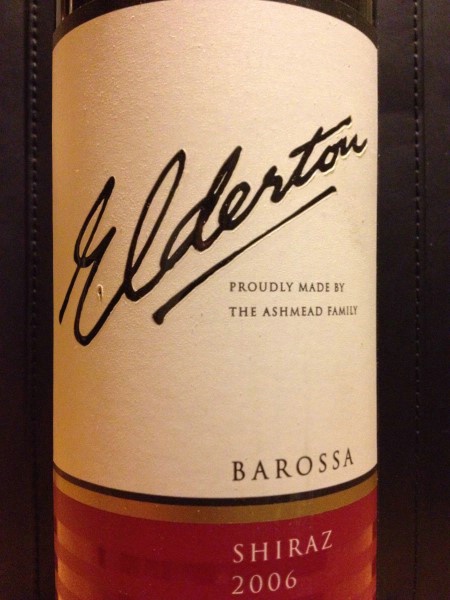 Elderton
PROUDLY MADE BY
THE ASHMEAD FAMILY
BAROSSA
SHIRAZ
2006